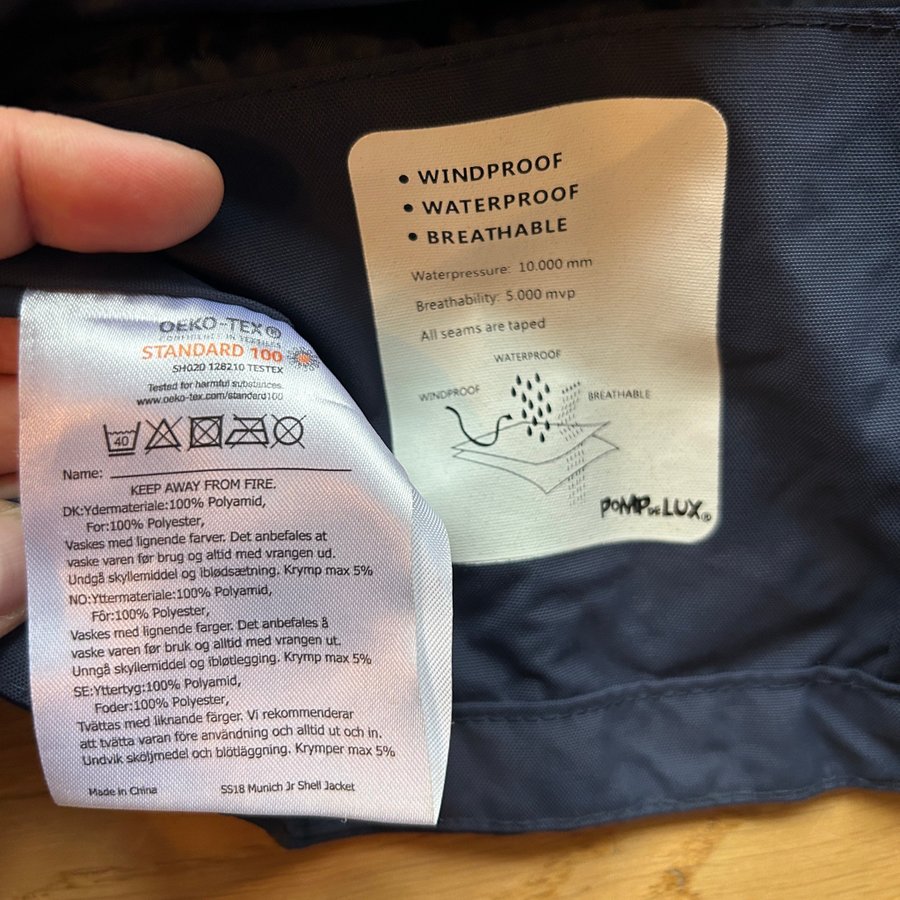 • WINDPROOF
• WATERPROOF
• BREATHABLE
Waterpressure: 10.000 mm
Breathability: 5.000 mvp
All seams are taped
WATERPROOF
WINDPROOF
BREATHABLE
POMP DE LUX®
OEKO-TEX®
CONFIDENCE IN TEXTILES
STANDARD 100
SH020 128210 TESTEX
Tested for harmful substances.
www.oeko-tex.com/standard100
40
Name:
KEEP AWAY FROM FIRE.
DK:Ydermateriale:100% Polyamid,
For:100% Polyester,
Vaskes med lignende farver. Det anbefales at
vaske varen før brug og altid med vrangen ud.
Undgå skyllemiddel og iblødsætning. Krymp max 5%
NO:Yttermateriale:100% Polyamid,
Fôr:100% Polyester,
Vaskes med lignende farger. Det anbefales å
vaske varen før bruk og alltid med vrangen ut.
Unngå skyllemiddel og ibløtlegging. Krymp max 5%
SE:Yttertyg:100% Polyamid,
Foder:100% Polyester,
Tvättas med liknande färger. Vi rekommenderar
att tvätta varan före användning och alltid ut och in.
Undvik sköljmedel och blötläggning. Krymper max 5%
Made in China SS18 Munich Jr Shell Jacket